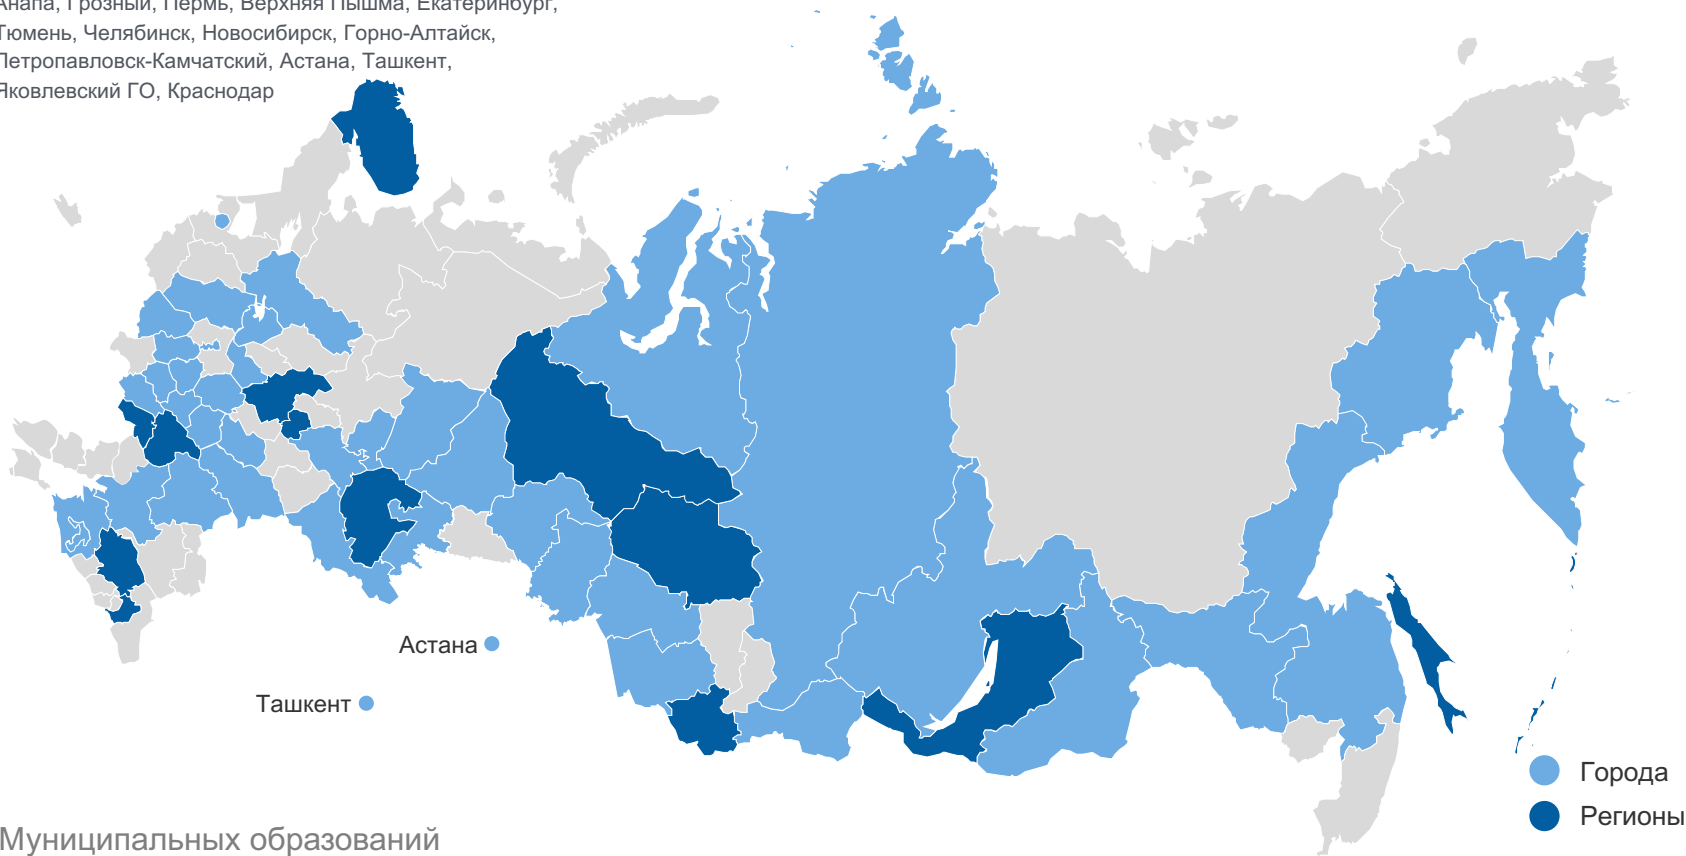 Анапа, Грозный, Пермь, Верхняя Пышма, Екатеринбург,
Тюмень, Челябинск, Новосибирск, Горно-Алтайск,
Петропавловск-Камчатский, Астана, Ташкент,
Яковлевский ГО, Краснодар
Астана
Ташкент
Города
Регионы
Муниципальных образований